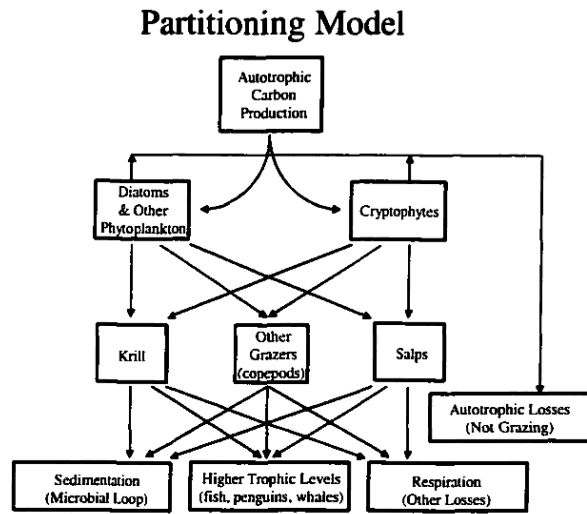 Partitioning Model
Autotrophic
Carbon
Production
Diatoms
& Other
Phytoplankton
Cryptophytes
Krill
Other
Grazers
(copepods)
Salps
Autotrophic Losses
(Not Grazing)
Sedimentation
(Microbial Loop)
Higher Trophic Levels
(fish, penguins, whales)
Respiration
(Other Losses)